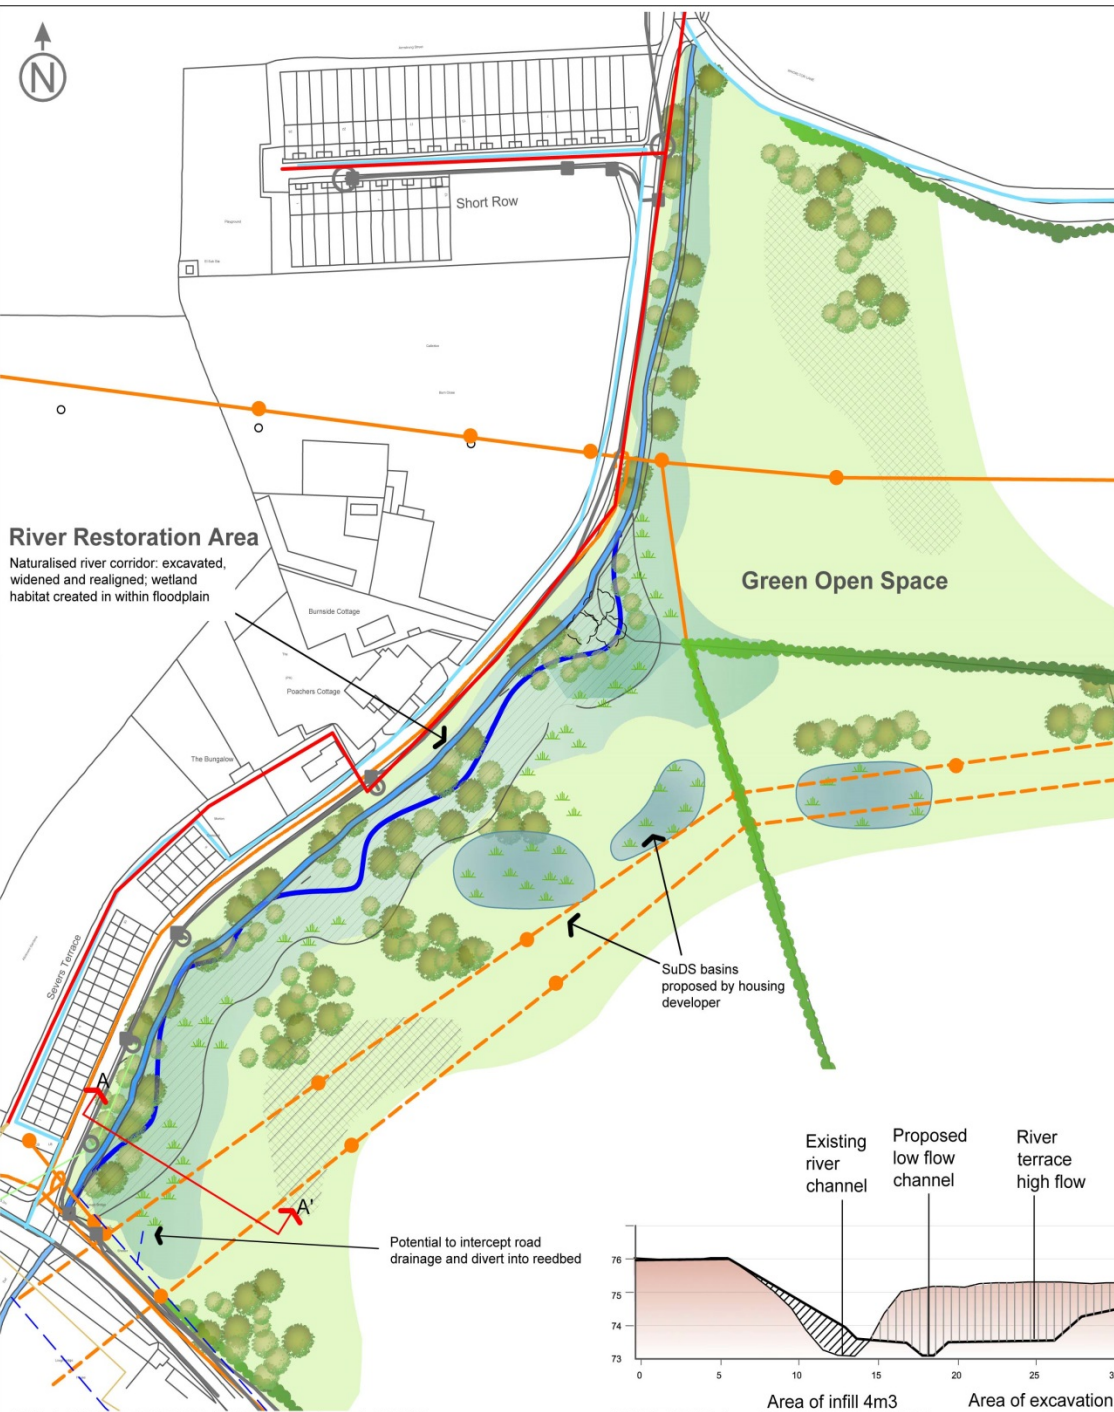 N
Short Row
River Restoration Area
Naturalised river corridor: excavated,
widened and realigned; wetland
habitat created in within floodplain
Green Open Space
Burnside Cottage
Poachers Cottage
The Bungalow
Severs Terrace
SuDS basins
proposed by housing
developer
A
A'
Potential to intercept road
drainage and divert into reedbed
Existing
river
channel
Proposed
low flow
channel
River
terrace
high flow
76
75
74
73
0
5
10
15
20
25
Area of infill 4m3
Area of excavation